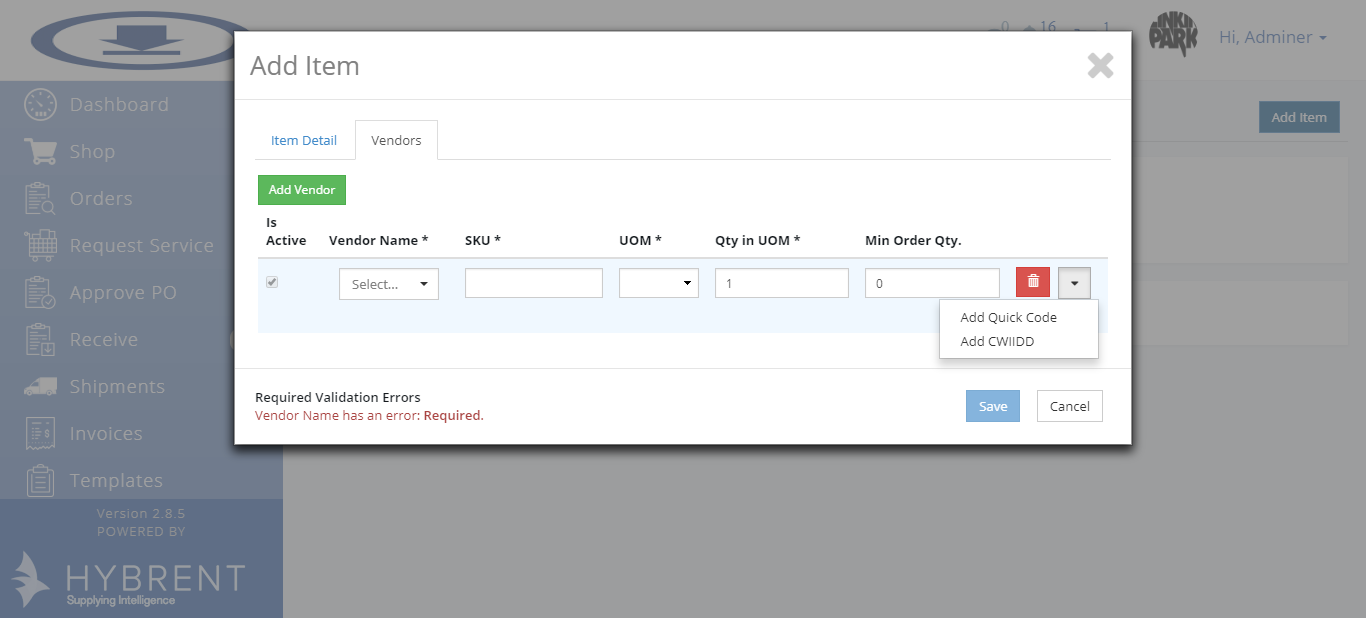 0 16 1
INKIN
PARK
Hi, Adminer
Add Item
Dashboard
Shop
Orders
Request Service
Approve PO
Receive
Shipments
Invoices
Templates
Version 2.8.5
POWERED BY
HYBRENT
Supplying Intelligence
Add Item
Item Detail
Vendors
Add Vendor
Is Active
Vendor Name *
SKU *
UOM *
Qty in UOM *
Min Order Qty.
Select...
1
0
Add Quick Code
Add CWIIDD
Required Validation Errors
Vendor Name has an error: Required.
Save
Cancel